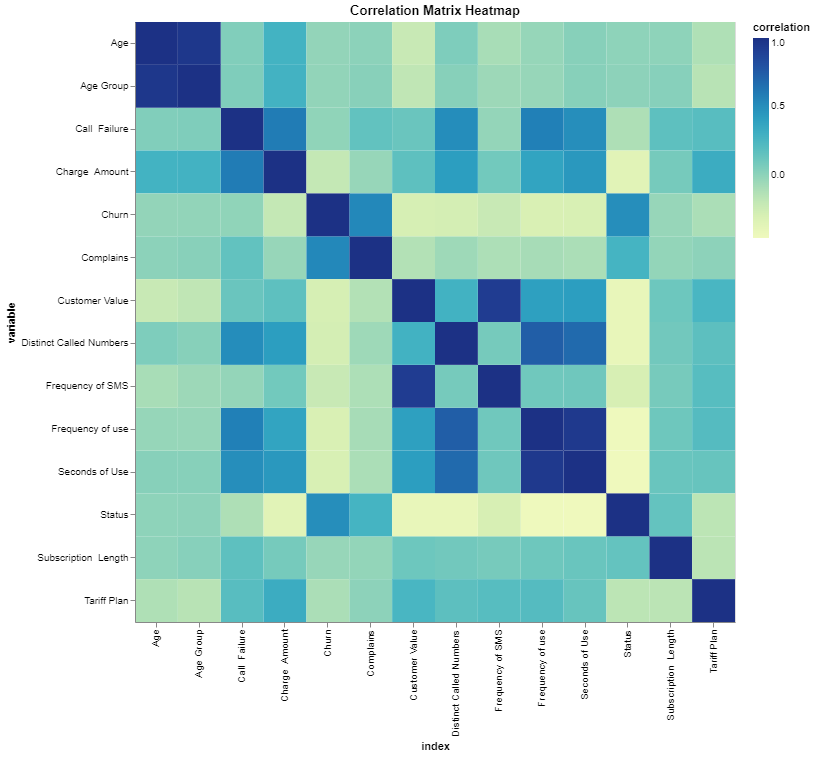 Correlation Matrix Heatmap
correlation
1.0
0.5
0.0
variable
Age
Age Group
Call  Failure
Charge  Amount
Churn
Complains
Customer Value
Distinct Called Numbers
Frequency of SMS
Frequency of use
Seconds of Use
Status
Subscription  Length
Tariff Plan
Age
Age Group
Call  Failure
Charge  Amount
Churn
Complains
Customer Value
Distinct Called Numbers
Frequency of SMS
Frequency of use
Seconds of Use
Status
Subscription  Length
Tariff Plan
index